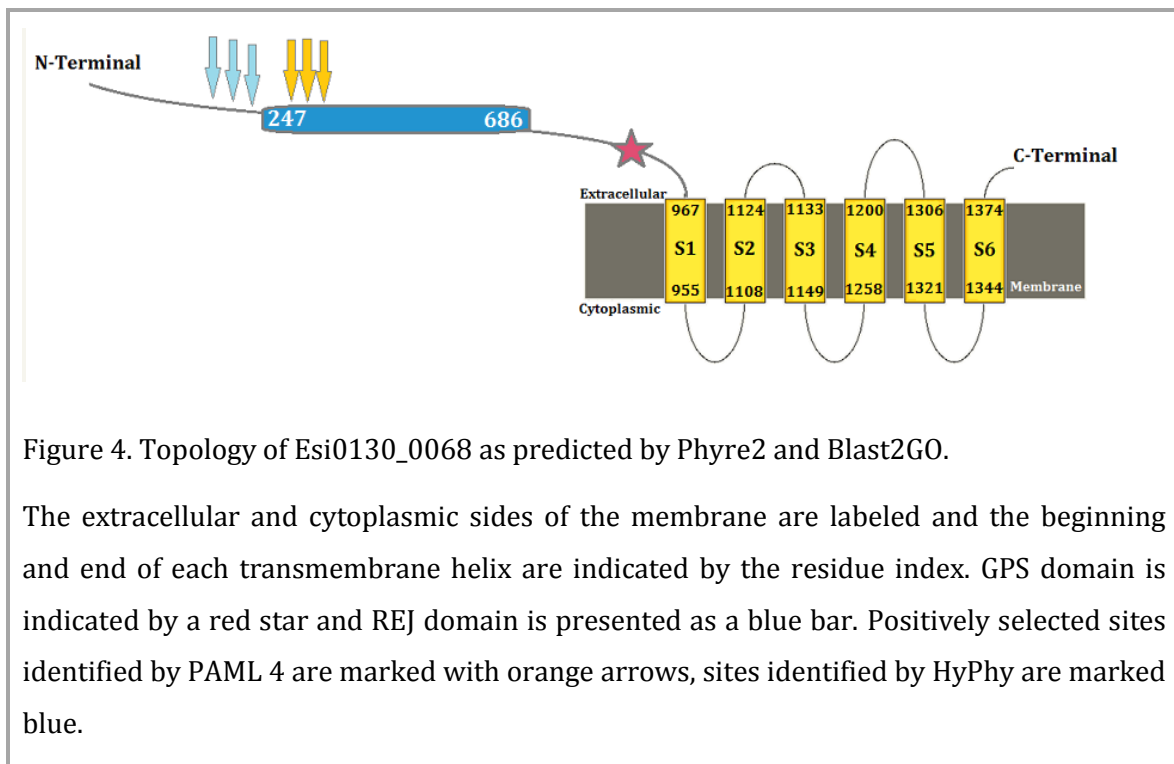 N-Terminal
247 686
C-Terminal
Extracellular
967 1124 1133 1200 1306 1374
S1 S2 S3 S4 S5 S6
955 1108 1149 1258 1321 1344 Membrane
Cytoplasmic
Figure 4. Topology of Esi0130_0068 as predicted by Phyre2 and Blast2GO.
The extracellular and cytoplasmic sides of the membrane are labeled and the beginning
and end of each transmembrane helix are indicated by the residue index. GPS domain is
indicated by a red star and REJ domain is presented as a blue bar. Positively selected sites
identified by PAML 4 are marked with orange arrows, sites identified by HyPhy are marked
blue.